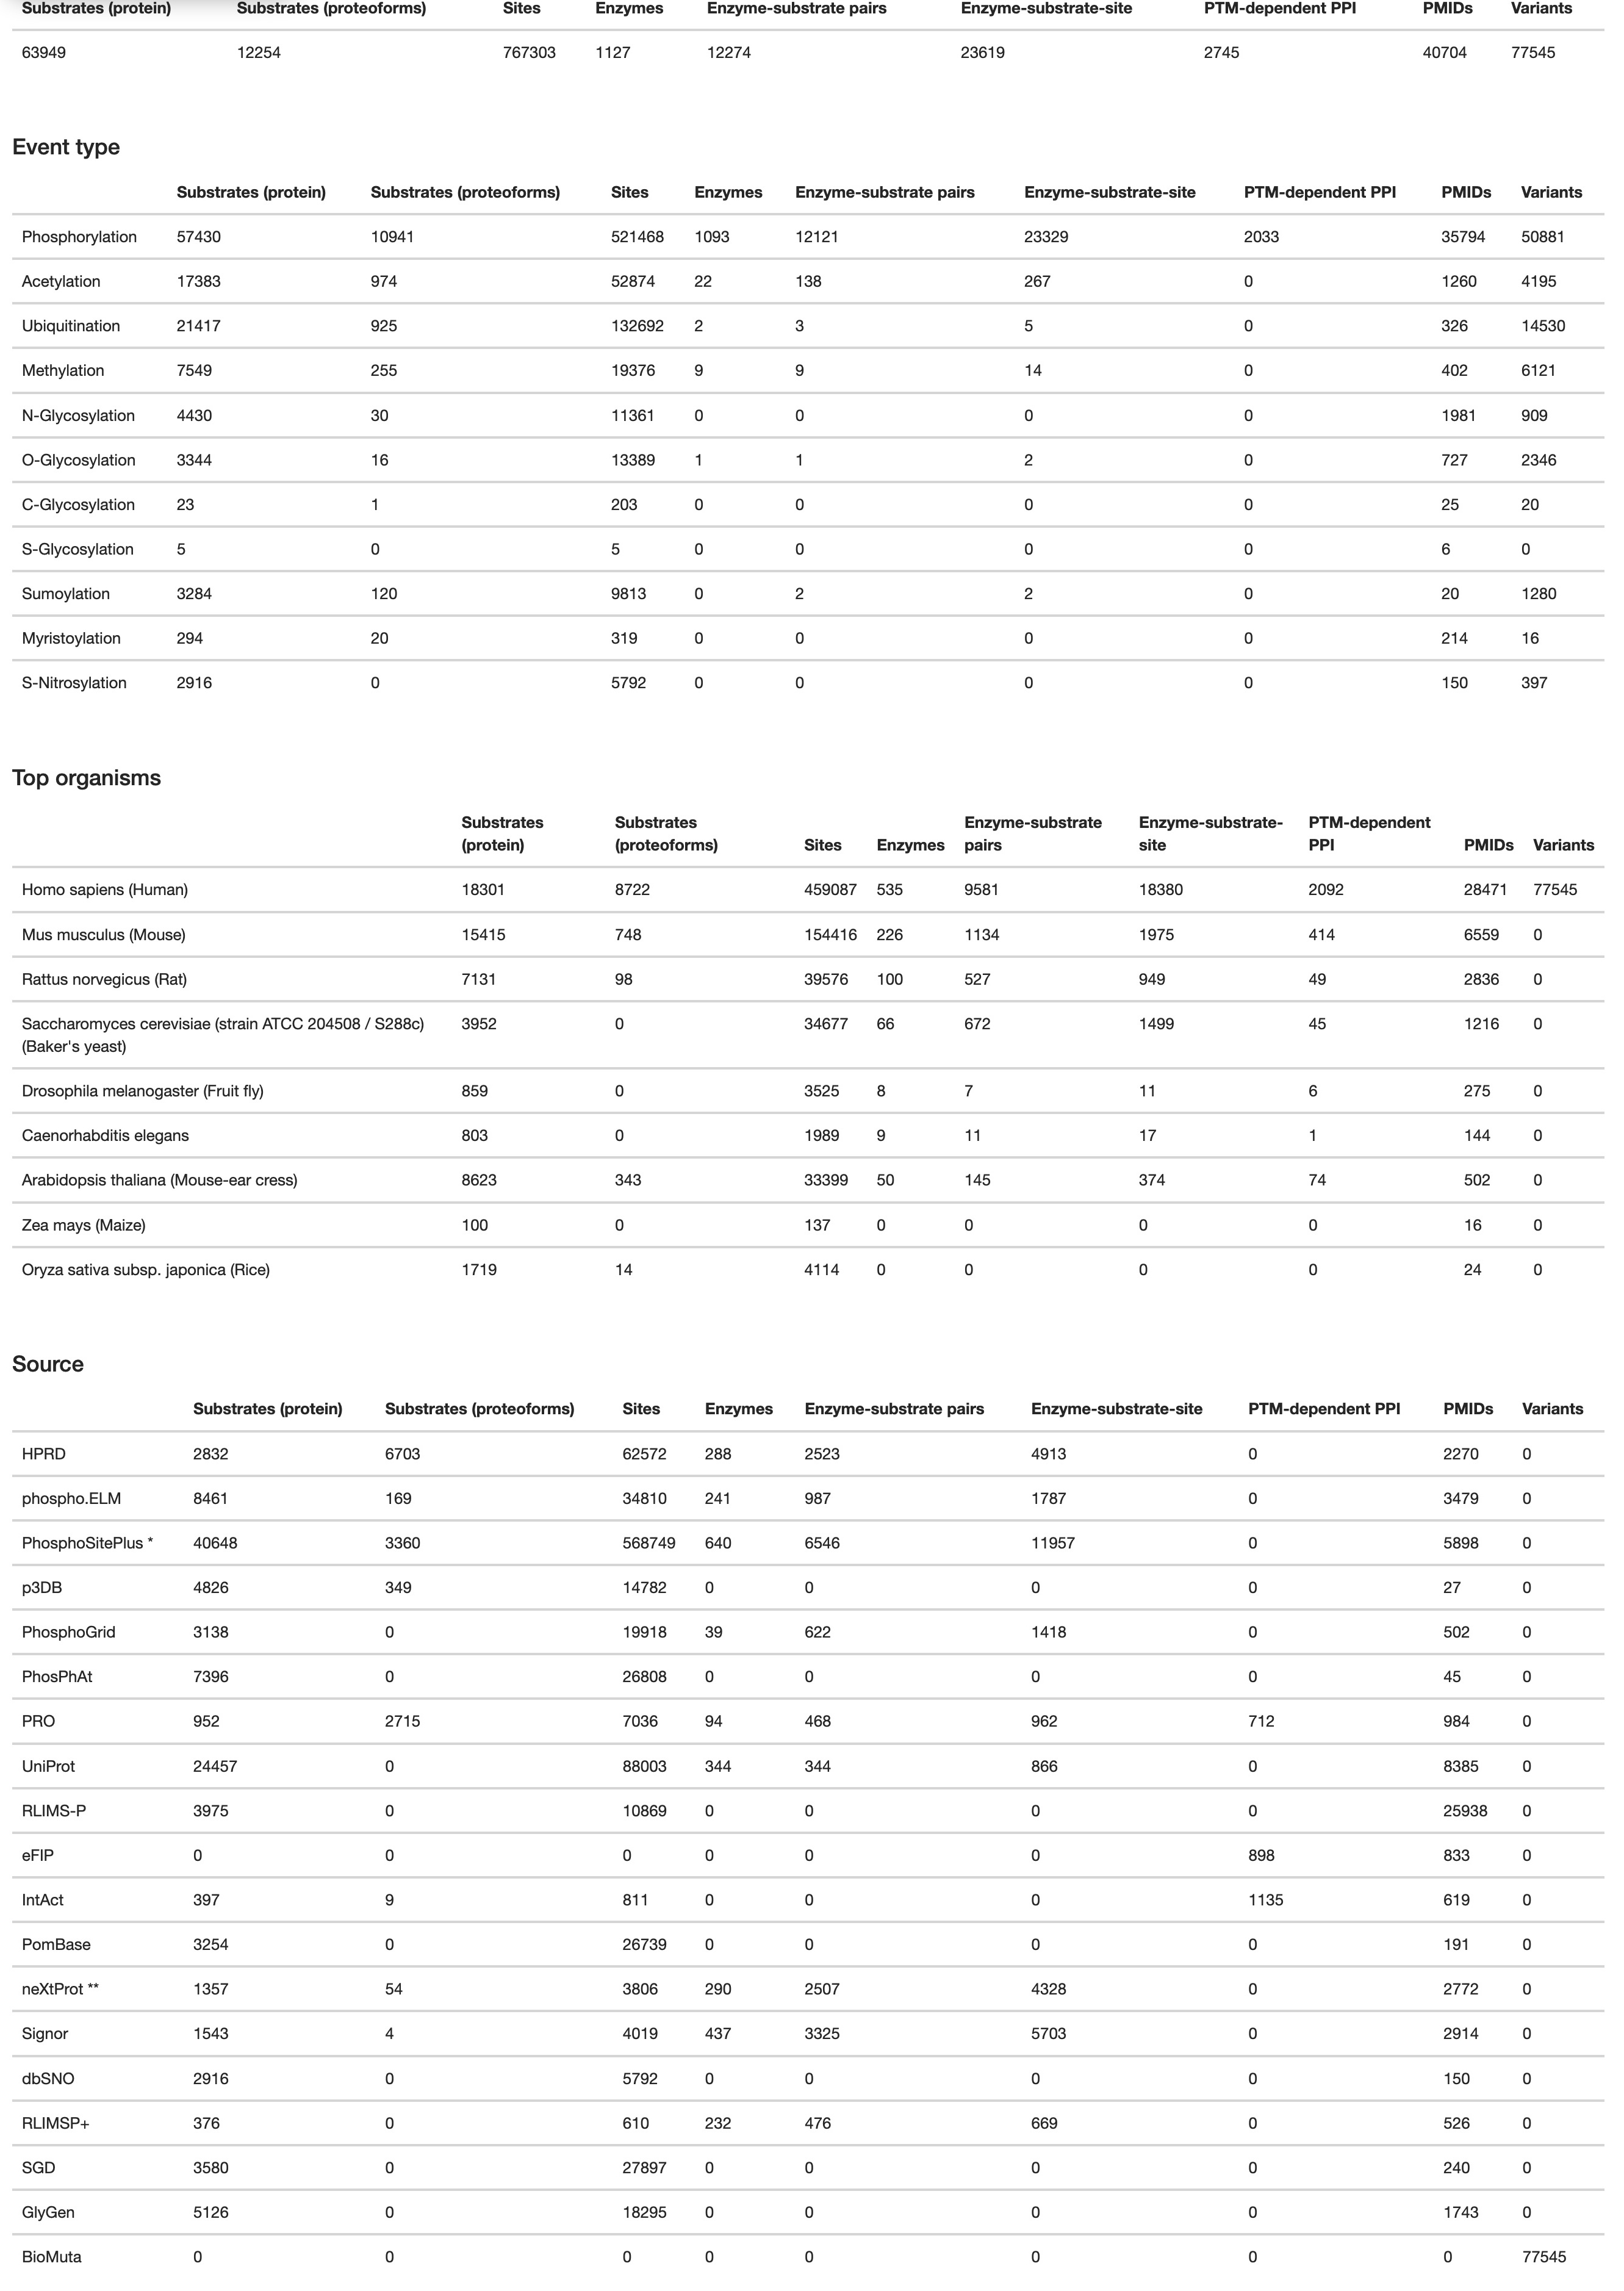 Substrates (protein) Substrates (proteoforms) Sites Enzymes Enzyme-substrate pairs Enzyme-substrate-site PTM-dependent PPI PMIDs Variants
63949 12254 767303 1127 12274 23619 2745 40704 77545
Event type
Substrates (protein) Substrates (proteoforms) Sites Enzymes Enzyme-substrate pairs Enzyme-substrate-site PTM-dependent PPI PMIDs Variants
Phosphorylation 57430 10941 521468 1093 12121 23329 2033 35794 50881
Acetylation 17383 974 52874 22 138 267 0 1260 4195
Ubiquitination 21417 925 132692 2 3 5 0 326 14530
Methylation 7549 255 19376 9 9 14 0 402 6121
N-Glycosylation 4430 30 11361 0 0 0 0 1981 909
O-Glycosylation 3344 16 13389 1 1 2 0 727 2346
C-Glycosylation 23 1 203 0 0 0 0 25 20
S-Glycosylation 5 0 5 0 0 0 0 6 0
Sumoylation 3284 120 9813 0 2 2 0 20 1280
Myristoylation 294 20 319 0 0 0 0 214 16
S-Nitrosylation 2916 0 5792 0 0 0 0 150 397
Top organisms
Substrates Substrates Enzyme-substrate Enzyme-substrate- PTM-dependent
(protein) (proteoforms) Sites Enzymes pairs site PPI PMIDs Variants
Homo sapiens (Human) 18301 8722 459087 535 9581 18380 2092 28471 77545
Mus musculus (Mouse) 15415 748 154416 226 1134 1975 414 6559 0
Rattus norvegicus (Rat) 7131 98 39576 100 527 949 49 2836 0
Saccharomyces cerevisiae (strain ATCC 204508 / S288c) 3952 0 34677 66 672 1499 45 1216 0
(Baker's yeast)
Drosophila melanogaster (Fruit fly) 859 0 3525 8 7 11 6 275 0
Caenorhabditis elegans 803 0 1989 9 11 17 1 144 0
Arabidopsis thaliana (Mouse-ear cress) 8623 343 33399 50 145 374 74 502 0
Zea mays (Maize) 100 0 137 0 0 0 0 16 0
Oryza sativa subsp. japonica (Rice) 1719 14 4114 0 0 0 0 24 0
Source
Substrates (protein) Substrates (proteoforms) Sites Enzymes Enzyme-substrate pairs Enzyme-substrate-site PTM-dependent PPI PMIDs Variants
HPRD 2832 6703 62572 288 2523 4913 0 2270 0
phospho.ELM 8461 169 34810 241 987 1787 0 3479 0
PhosphoSitePlus * 40648 3360 568749 640 6546 11957 0 5898 0
p3DB 4826 349 14782 0 0 0 0 27 0
PhosphoGrid 3138 0 19918 39 622 1418 0 502 0
PhosPhAt 7396 0 26808 0 0 0 0 45 0
PRO 952 2715 7036 94 468 962 712 984 0
UniProt 24457 0 88003 344 344 866 0 8385 0
RLIMS-P 3975 0 10869 0 0 0 0 25938 0
eFIP 0 0 0 0 0 0 898 833 0
IntAct 397 9 811 0 0 0 1135 619 0
PomBase 3254 0 26739 0 0 0 0 191 0
neXtProt ** 1357 54 3806 290 2507 4328 0 2772 0
Signor 1543 4 4019 437 3325 5703 0 2914 0
dbSNO 2916 0 5792 0 0 0 0 150 0
RLIMSP+ 376 0 610 232 476 669 0 526 0
SGD 3580 0 27897 0 0 0 0 240 0
GlyGen 5126 0 18295 0 0 0 0 1743 0
BioMuta 0 0 0 0 0 0 0 0 77545